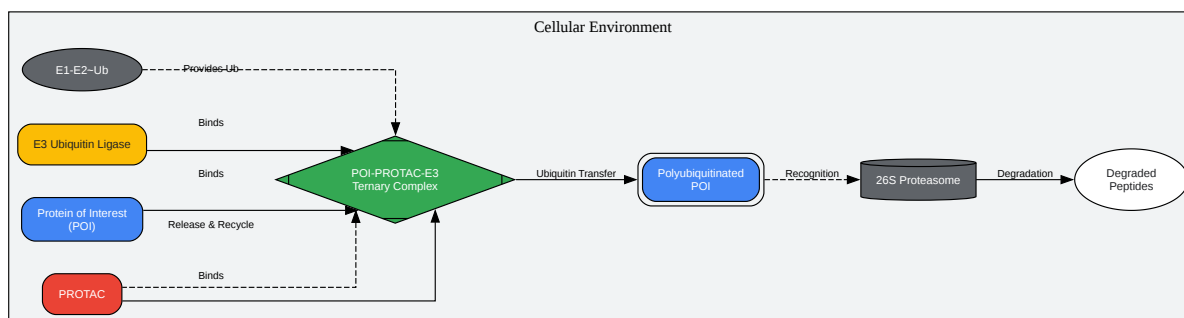 Cellular Environment
E1-E2~Ub
Provides Ub
E3 Ubiquitin Ligase
Binds
Binds
Protein of Interest
(POI)
Release & Recycle
PROTAC
Binds
POI-PROTAC-E3
Ternary Complex
Ubiquitin Transfer
Polyubiquitinated
POI
Recognition
26S Proteasome
Degradation
Degraded
Peptides